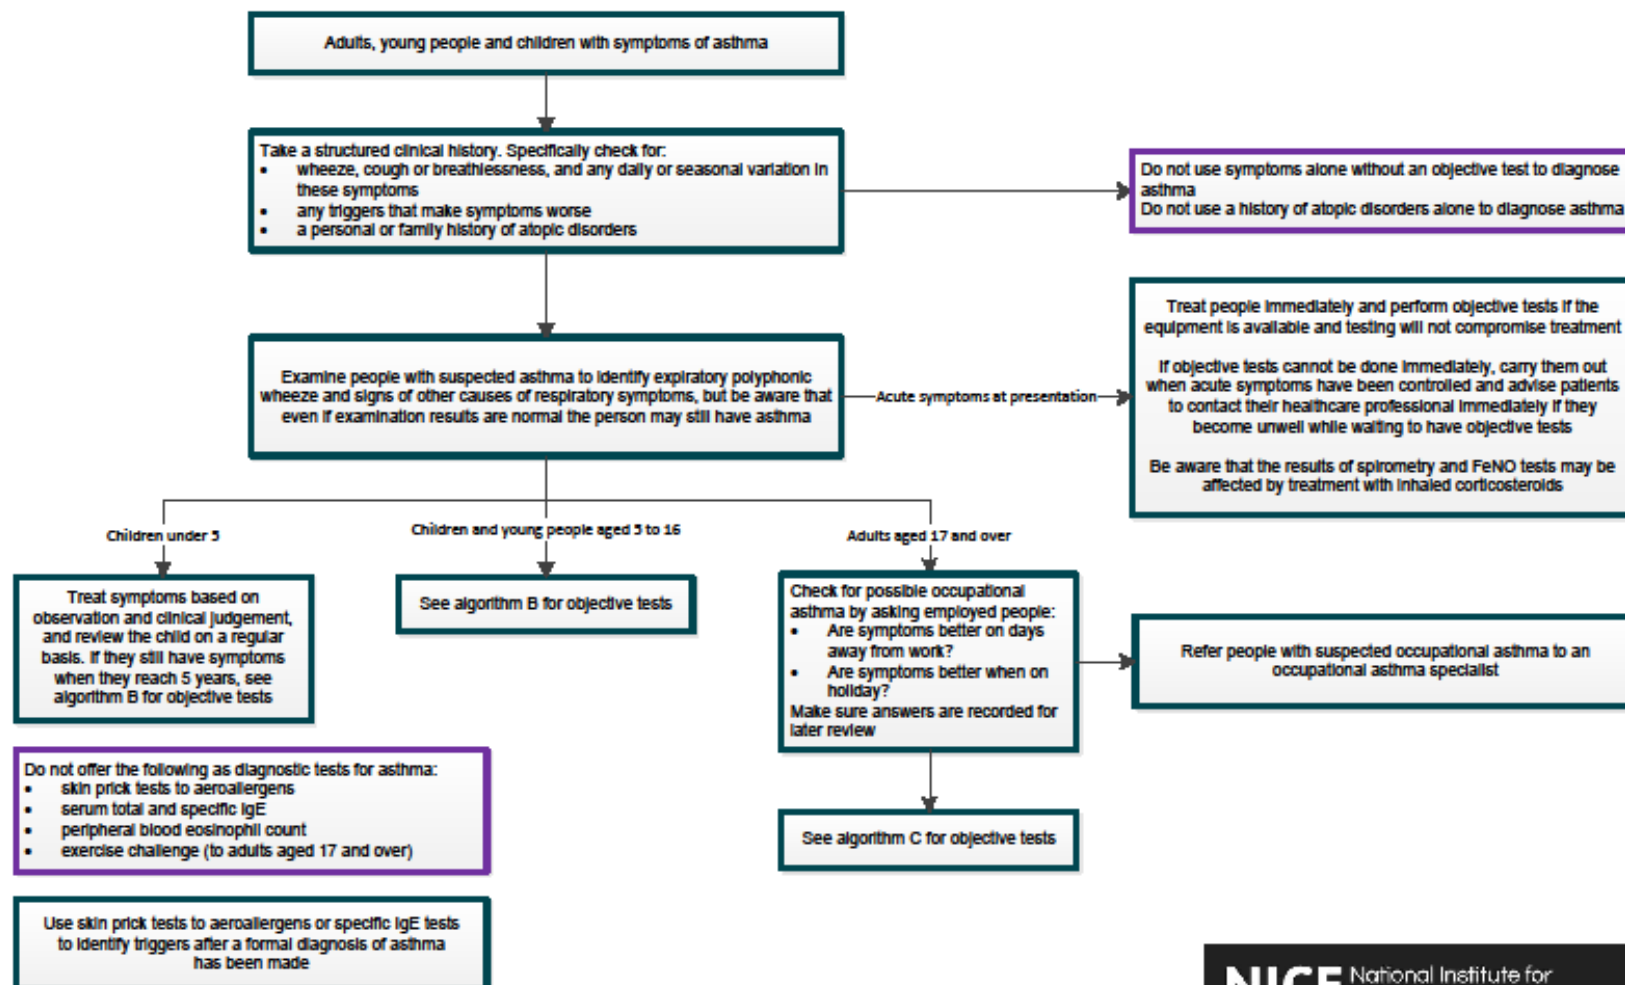 Adults, young people and children with symptoms of asthma
Take a structured clinical history. Specifically check for:
• wheeze, cough or breathlessness, and any daily or seasonal variation in
these symptoms
• any triggers that make symptoms worse
• a personal or family history of atopic disorders
Do not use symptoms alone without an objective test to diagnose
asthma
Do not use a history of atopic disorders alone to diagnose asthma
Examine people with suspected asthma to identify expiratory polyphonic
wheeze and signs of other causes of respiratory symptoms, but be aware that
even if examination results are normal the person may still have asthma
Acute symptoms at presentation
Treat people immediately and perform objective tests if the
equipment is available and testing will not compromise treatment
If objective tests cannot be done immediately, carry them out
when acute symptoms have been controlled and advise patients
to contact their healthcare professional immediately if they
become unwell while waiting to have objective tests
Be aware that the results of spirometry and FeNO tests may be
affected by treatment with inhaled corticosteroids
Children under 5
Children and young people aged 5 to 16
Adults aged 17 and over
Treat symptoms based on
observation and clinical judgement,
and review the child on a regular
basis. If they still have symptoms
when they reach 5 years, see
algorithm B for objective tests
See algorithm B for objective tests
Check for possible occupational
asthma by asking employed people:
• Are symptoms better on days
away from work?
• Are symptoms better when on
holiday?
Make sure answers are recorded for
later review
Refer people with suspected occupational asthma to an
occupational asthma specialist
Do not offer the following as diagnostic tests for asthma:
• skin prick tests to aeroallergens
• serum total and specific IgE
• peripheral blood eosinophil count
• exercise challenge (to adults aged 17 and over)
See algorithm C for objective tests
Use skin prick tests to aeroallergens or specific IgE tests
to identify triggers after a formal diagnosis of asthma
has been made
NICE National Institute for